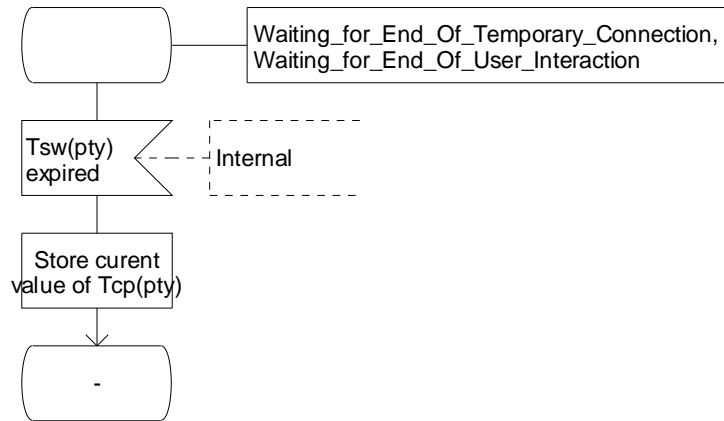 Waiting_for_End_Of_Temporary_Connection,
Waiting_for_End_Of_User_Interaction
Tsw(pty)
expired
Internal
Store curent
value of Tcp(pty)
-